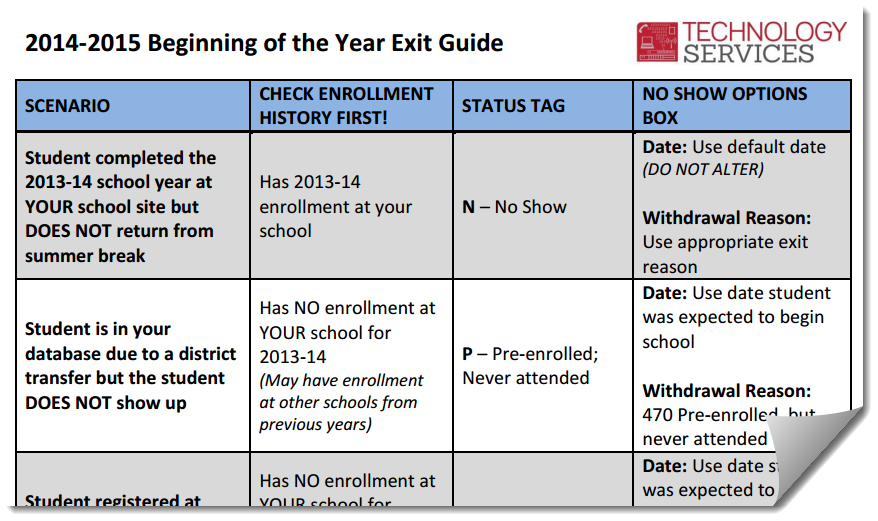 2014-2015 Beginning of the Year Exit Guide
TECHNOLOGY
SERVICES
SCENARIO
CHECK ENROLLMENT
HISTORY FIRST!
STATUS TAG
NO SHOW OPTIONS
BOX
Student completed the
2013-14 school year at
YOUR school site but
DOES NOT return from
summer break
Has 2013-14
enrollment at your
school
N – No Show
Date: Use default date
(DO NOT ALTER)
Withdrawal Reason:
Use appropriate exit
reason
Student is in your
database due to a district
transfer but the student
DOES NOT show up
Has NO enrollment at
YOUR school for
2013-14
(May have enrollment
at other schools from
previous years)
P – Pre-enrolled;
Never attended
Date: Use date student
was expected to begin
school
Withdrawal Reason:
470 Pre-enrolled, but
never attended
Student registered at
Has NO enrollment at
YOUR school for
Date: Use date
was expected to